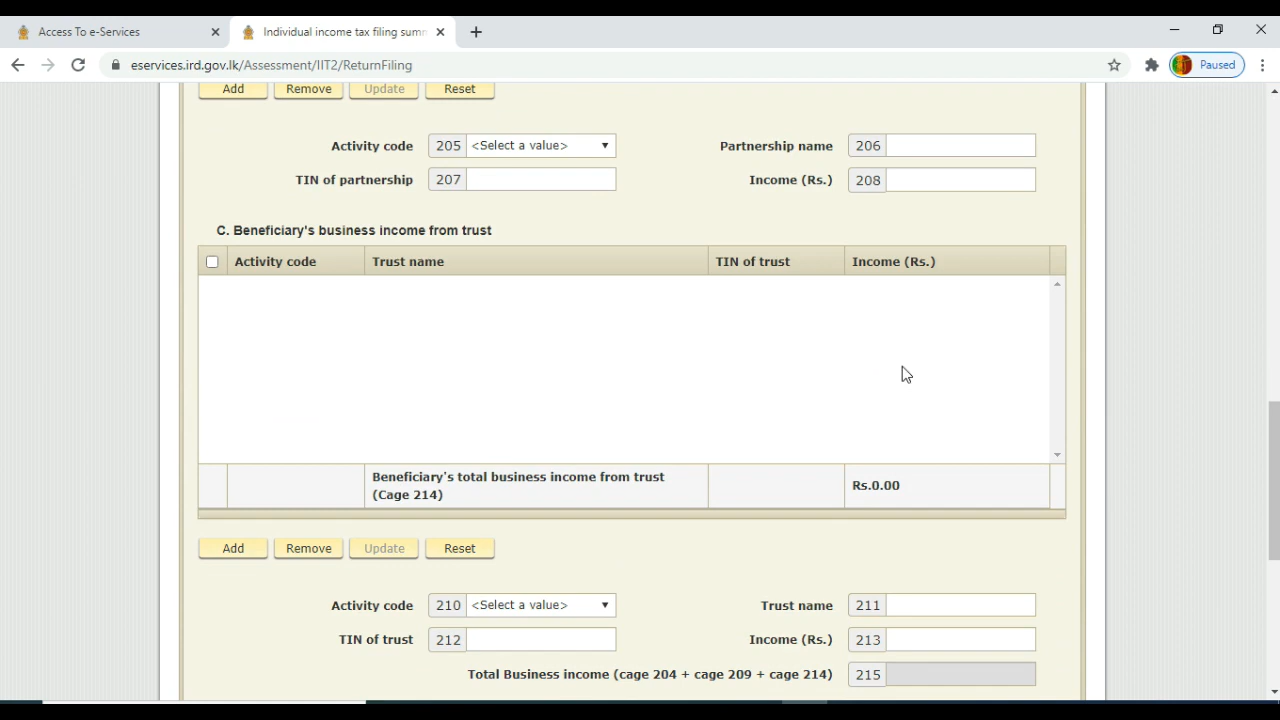 Access To e-Services
Individual income tax filing sumn
eservices.ird.gov.lk/Assessment/IIT2/ReturnFiling
Paused
Add Remove Update Reset
Activity code 205 <Select a value> Partnership name 206
TIN of partnership 207 Income (Rs.) 208
C. Beneficiary's business income from trust
Activity code Trust name TIN of trust Income (Rs.)
Beneficiary's total business income from trust
(Cage 214)
Rs.0.00
Add Remove Update Reset
Activity code 210 <Select a value> Trust name 211
TIN of trust 212 Income (Rs.) 213
Total Business income (cage 204 + cage 209 + cage 214) 215